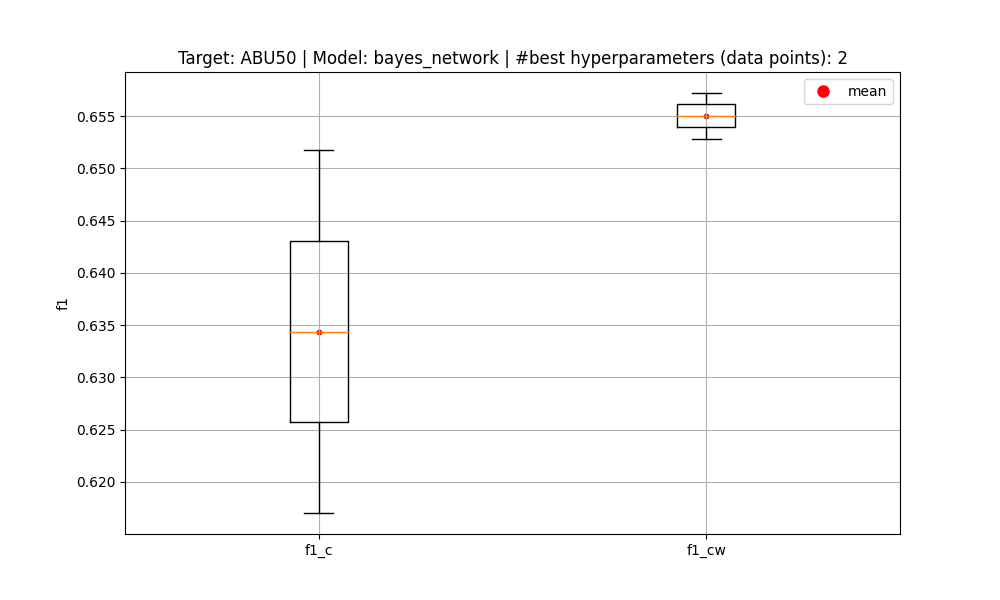 Target: ABU50 | Model: bayes_network | #best hyperparameters (data points): 2
mean
0.655
0.650
0.645
0.640
0.635
0.630
0.625
0.620
f1
f1_c
f1_cw